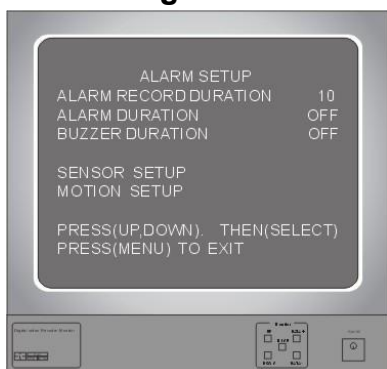 ALARM SETUP
ALARM RECORD DURATION 10
ALARM DURATION OFF
BUZZER DURATION OFF
SENSOR SETUP
MOTION SETUP
PRESS(UP,DOWN). THEN(SELECT)
PRESS(MENU) TO EXIT